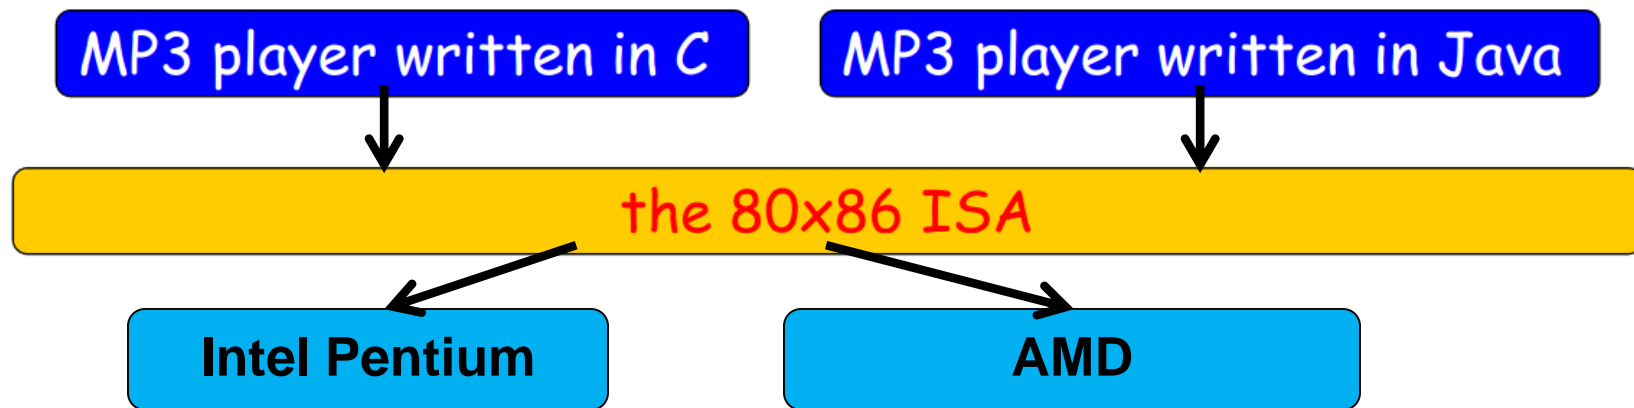 MP3 player written in C
MP3 player written in Java
the 80x86 ISA
Intel Pentium
AMD